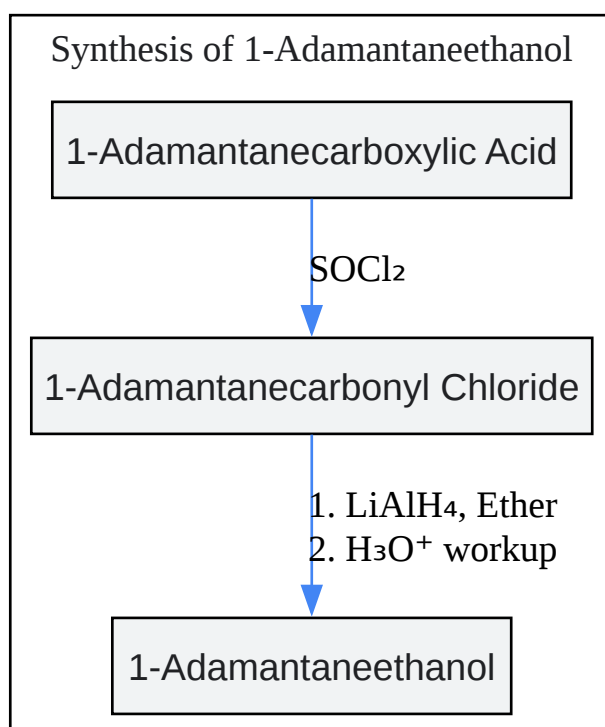 Synthesis of 1-Adamantaneethanol
1-Adamantanecarboxylic Acid
SOCl₂
1-Adamantanecarbonyl Chloride
1. LiAlH₄, Ether
2. H₃O⁺ workup
1-Adamantaneethanol